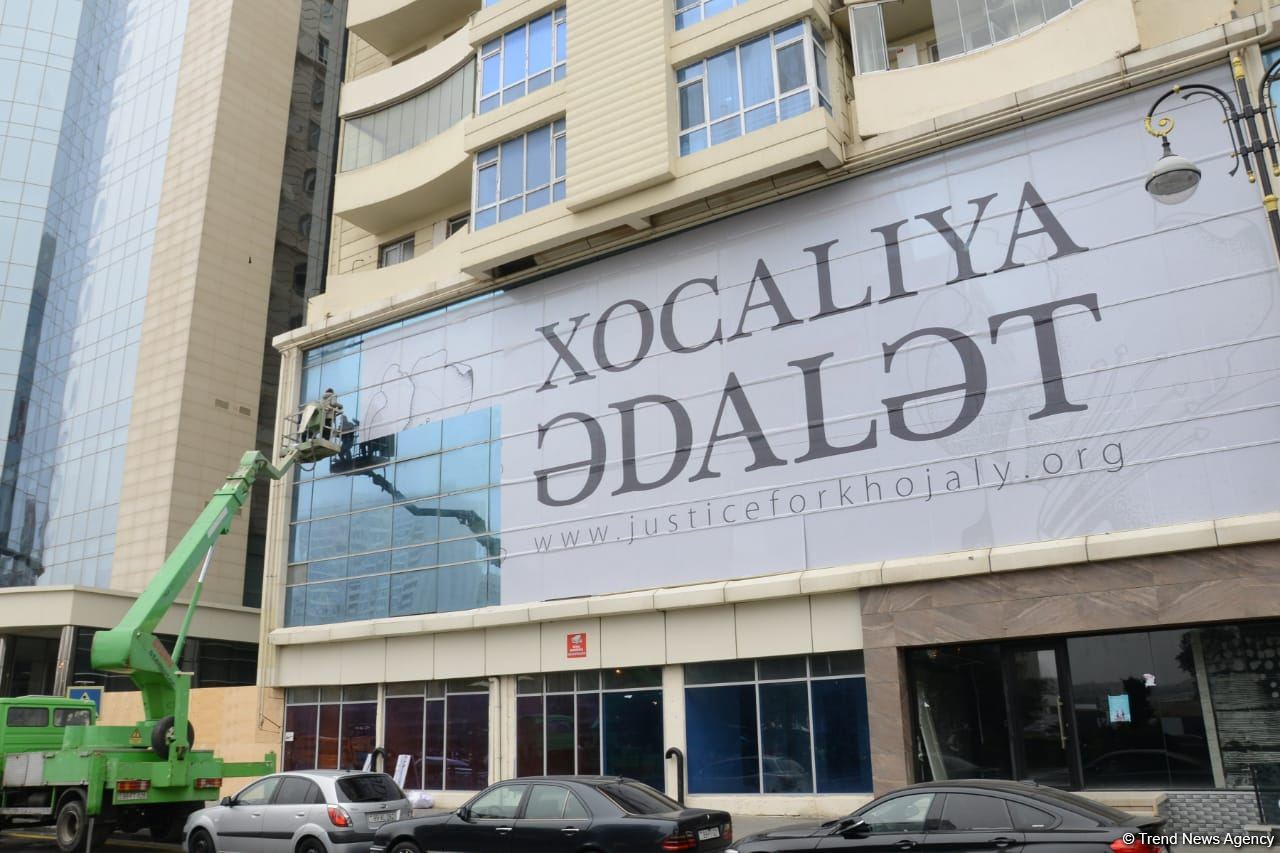 XOCALIYA
ƏDALƏT
www.justiceforkhojaly.org
© Trend News Agency